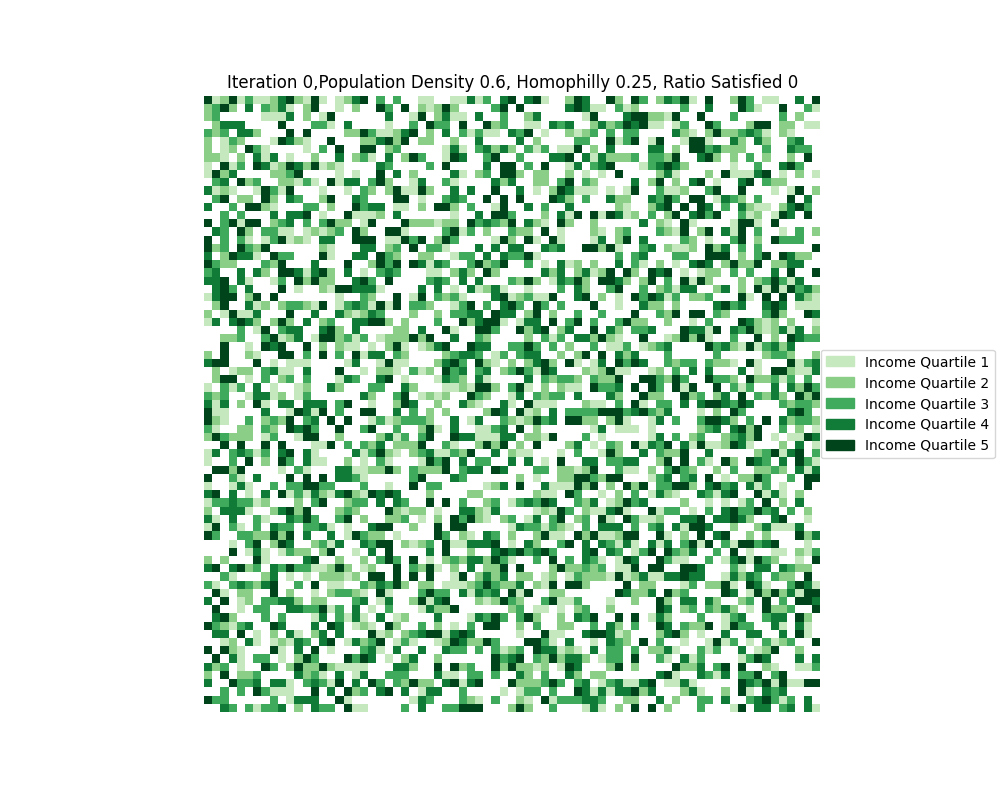 Iteration 0,Population Density 0.6, Homophilly 0.25, Ratio Satisfied 0
Income Quartile 1
Income Quartile 2
Income Quartile 3
Income Quartile 4
Income Quartile 5